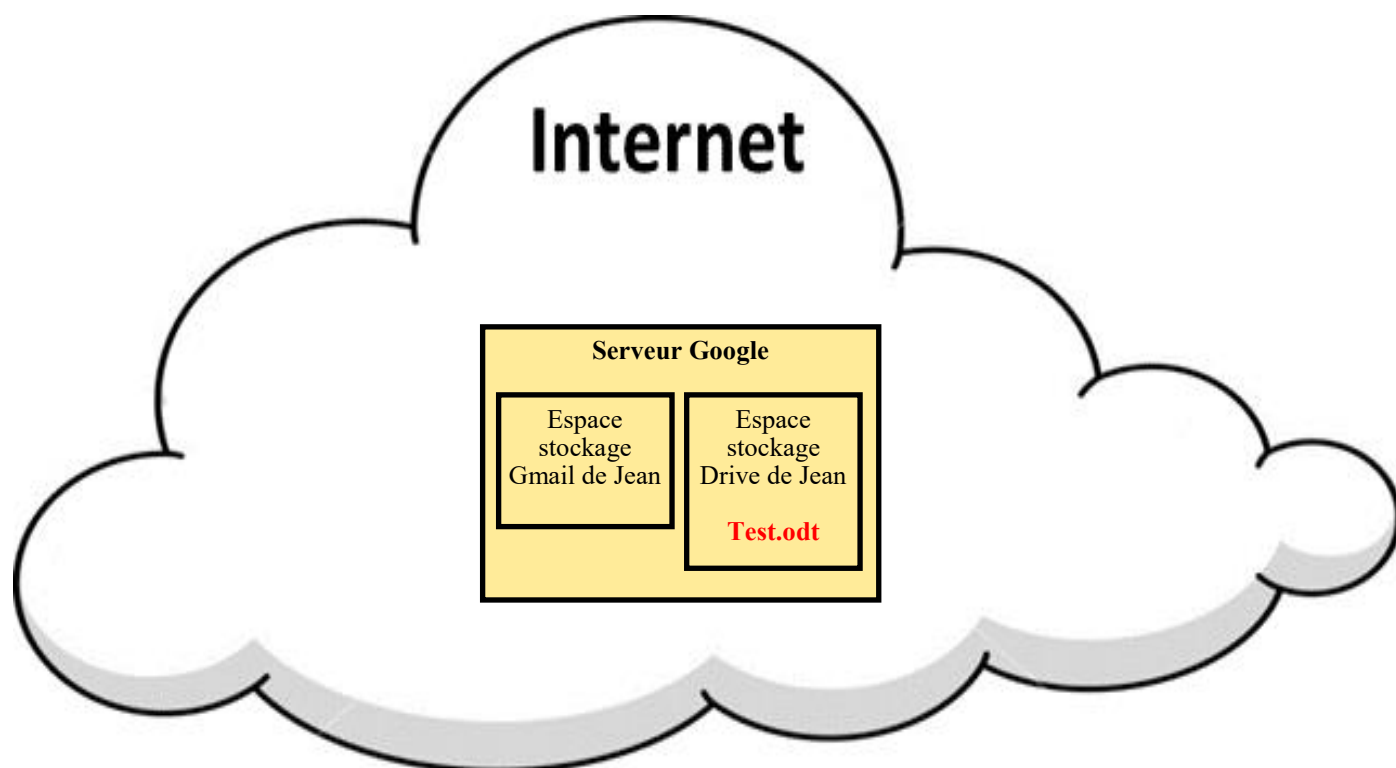 Internet
Serveur Google
Espace
stockage
Gmail de Jean
Espace
stockage
Drive de Jean
Test.odt